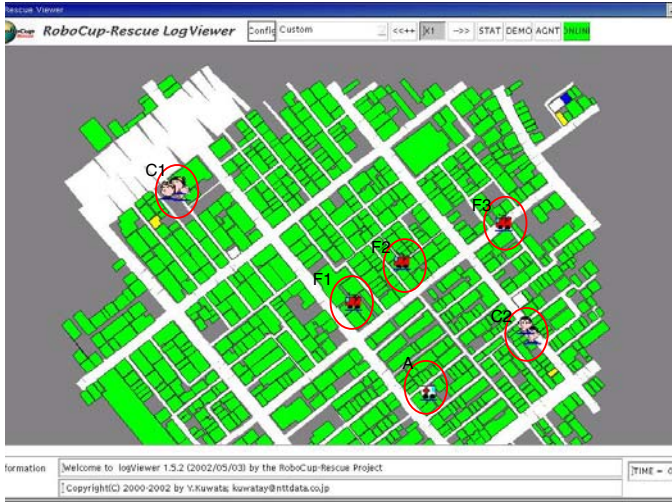 Rescue Viewer
RoboCup-Rescue LogViewer Config Custom <<++ X1 ->> STAT DEMO AGNT ONLINE
C1
F3
F2
F1
C2
A
formation Welcome to logViewer 1.5.2 (2002/05/03) by the RoboCup-Rescue Project TIME =
Copyright(C) 2000-2002 by Y.Kuwata; kuwatay@nttdata.co.jp